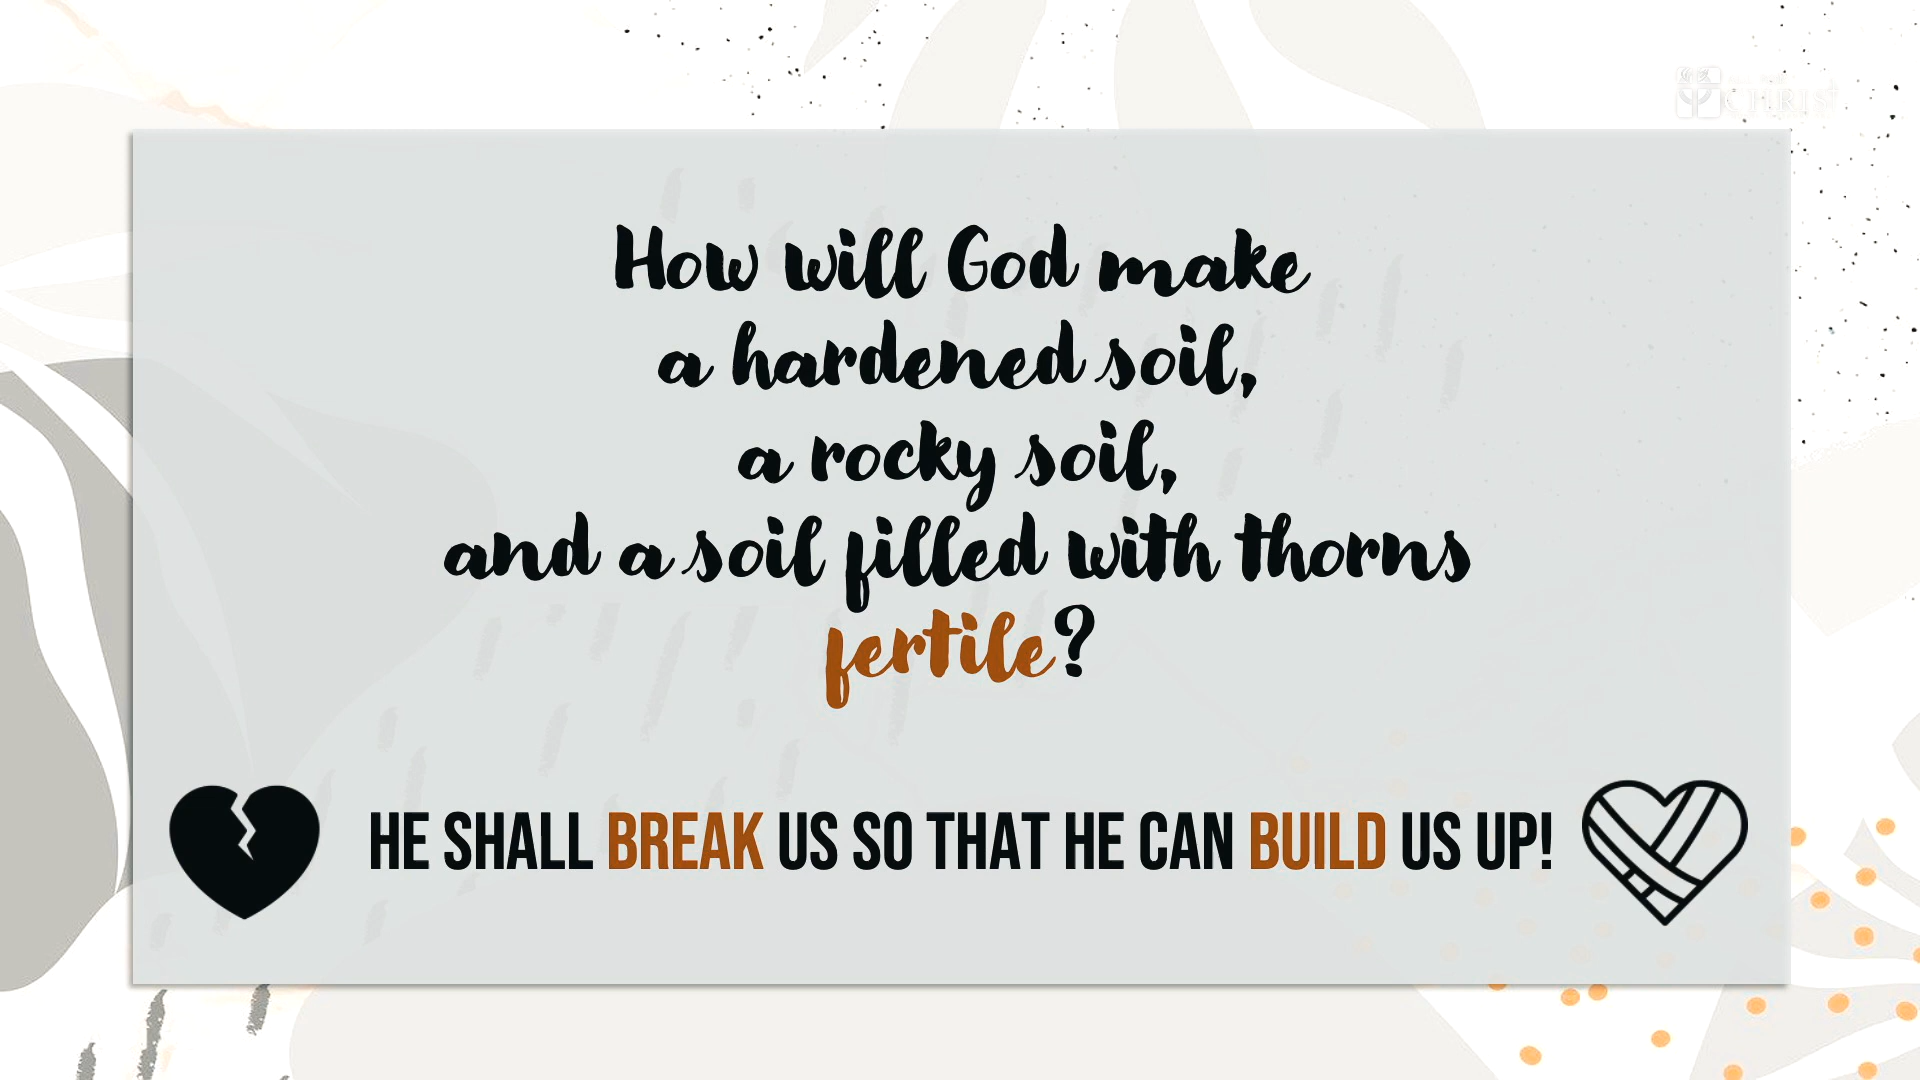 CHRIST
How will God make
a hardened soil,
a rocky soil,
and a soil filled with thorns
fertile?
HE SHALL BREAK US SO THAT HE CAN BUILD US UP!